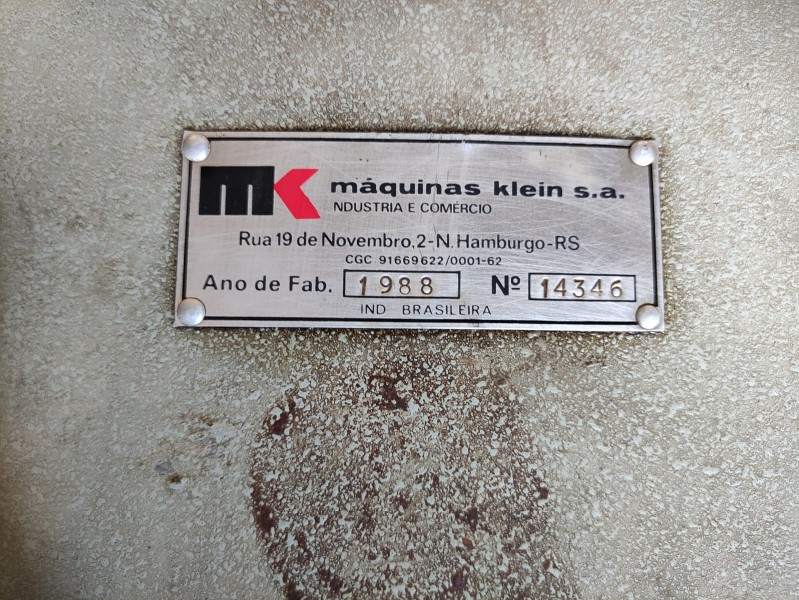 mK máquinas klein s.a.
NDUSTRIA E COMÉRCIO
Rua 19 de Novembro, 2-N. Hamburgo-RS
CGC 91669622/0001-62
Ano de Fab. 1988 Nº 14346
IND BRASILEIRA